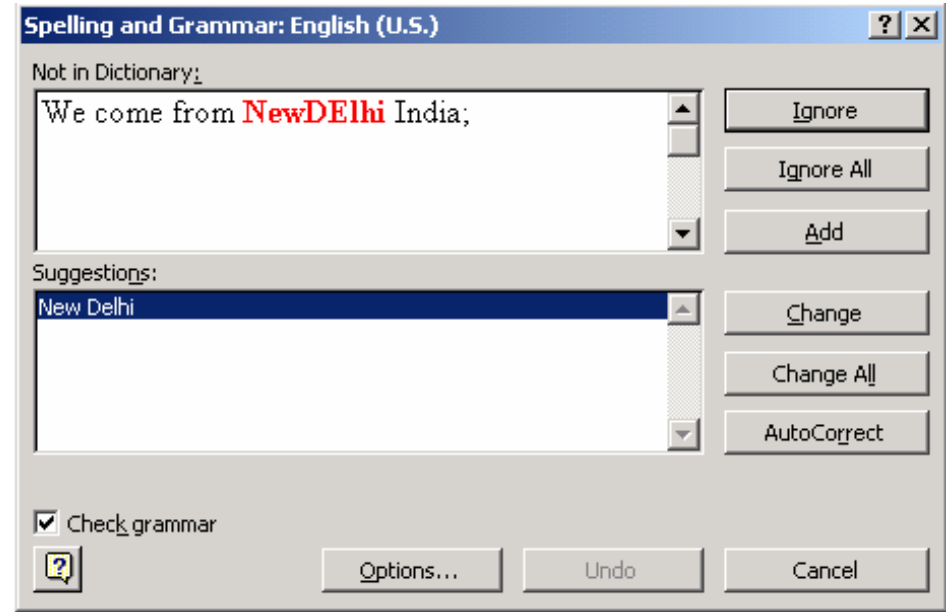 Spelling and Grammar: English (U.S.)
Not in Dictionary:
We come from NewDElhi India;
Ignore
Ignore All
Add
Suggestions:
New Delhi
Change
Change All
AutoCorrect
Check grammar
Options...
Undo
Cancel